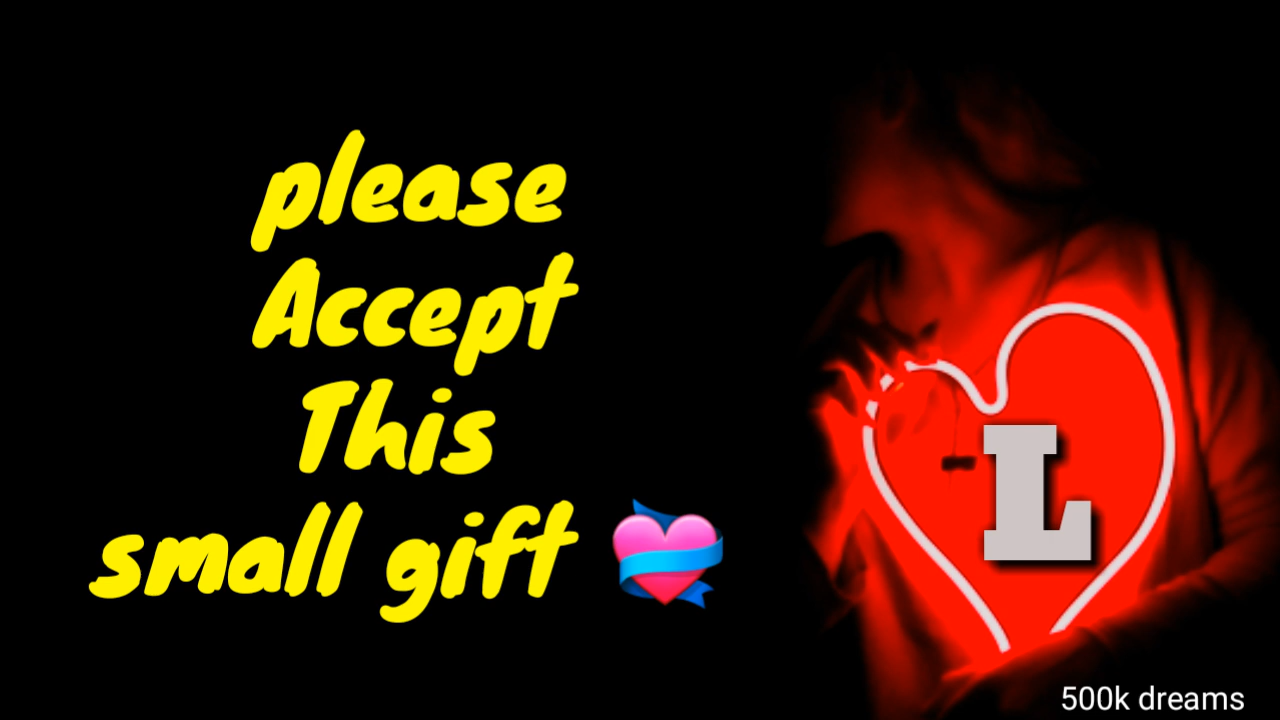 please
Accept
This
small gift 💝
L
500k dreams